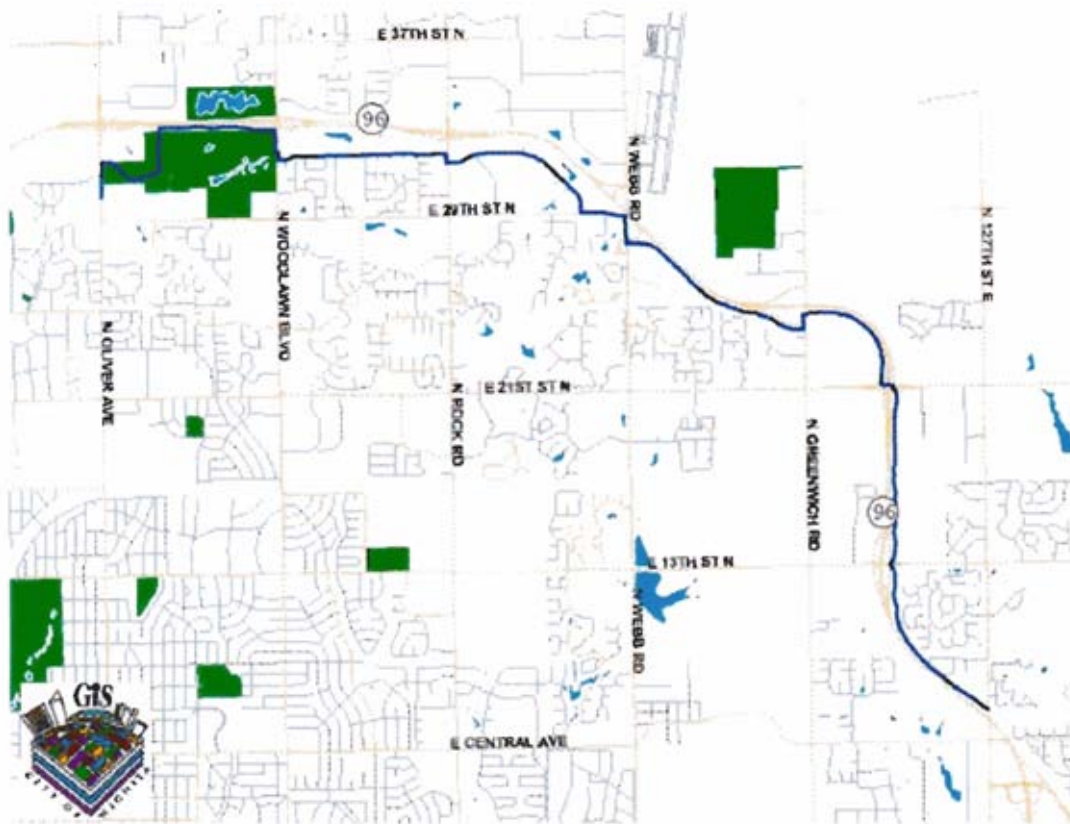 E 37TH ST N
96
N WEBB RD
E 29TH ST N
N WOODLAWN BLVD
N 127TH ST E
N OLIVER AVE
E 21ST ST N
N ROCK RD
N GREENWICH RD
96
E 13TH ST N
N WEBB RD
E CENTRAL AVE
GIS
CITY OF WICHITA